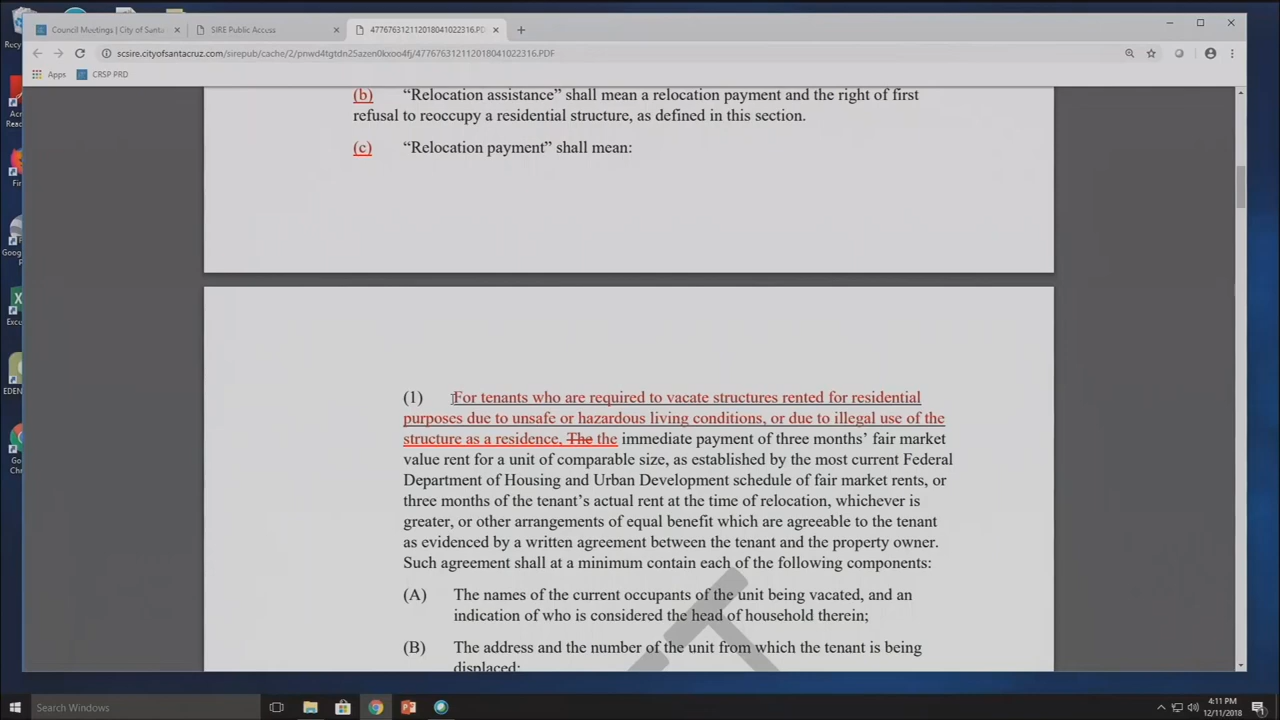 Council Meetings | City of Santa
SIRE Public Access
477676312112018041022316.PDF
scsire.cityofsantacruz.com/sirepub/cache/2/pnwd4tgtdn25azen0kxoo4fj/477676312112018041022316.PDF
Apps
CRSP PRD
(b) “Relocation assistance” shall mean a relocation payment and the right of first
refusal to reoccupy a residential structure, as defined in this section.
(c) “Relocation payment” shall mean:
(1) For tenants who are required to vacate structures rented for residential
purposes due to unsafe or hazardous living conditions, or due to illegal use of the
structure as a residence, The the immediate payment of three months’ fair market
value rent for a unit of comparable size, as established by the most current Federal
Department of Housing and Urban Development schedule of fair market rents, or
three months of the tenant’s actual rent at the time of relocation, whichever is
greater, or other arrangements of equal benefit which are agreeable to the tenant
as evidenced by a written agreement between the tenant and the property owner.
Such agreement shall at a minimum contain each of the following components:
(A) The names of the current occupants of the unit being vacated, and an
indication of who is considered the head of household therein;
(B) The address and the number of the unit from which the tenant is being
displaced;
Search Windows
4:11 PM
12/11/2018